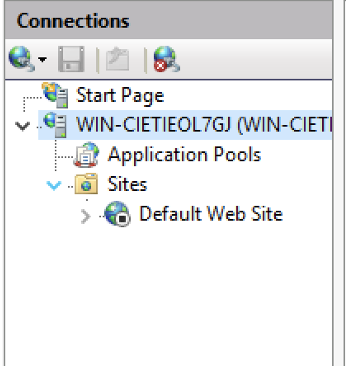 Connections
Start Page
WIN-CIETIEOL7GJ (WIN-CIETI
Application Pools
Sites
Default Web Site